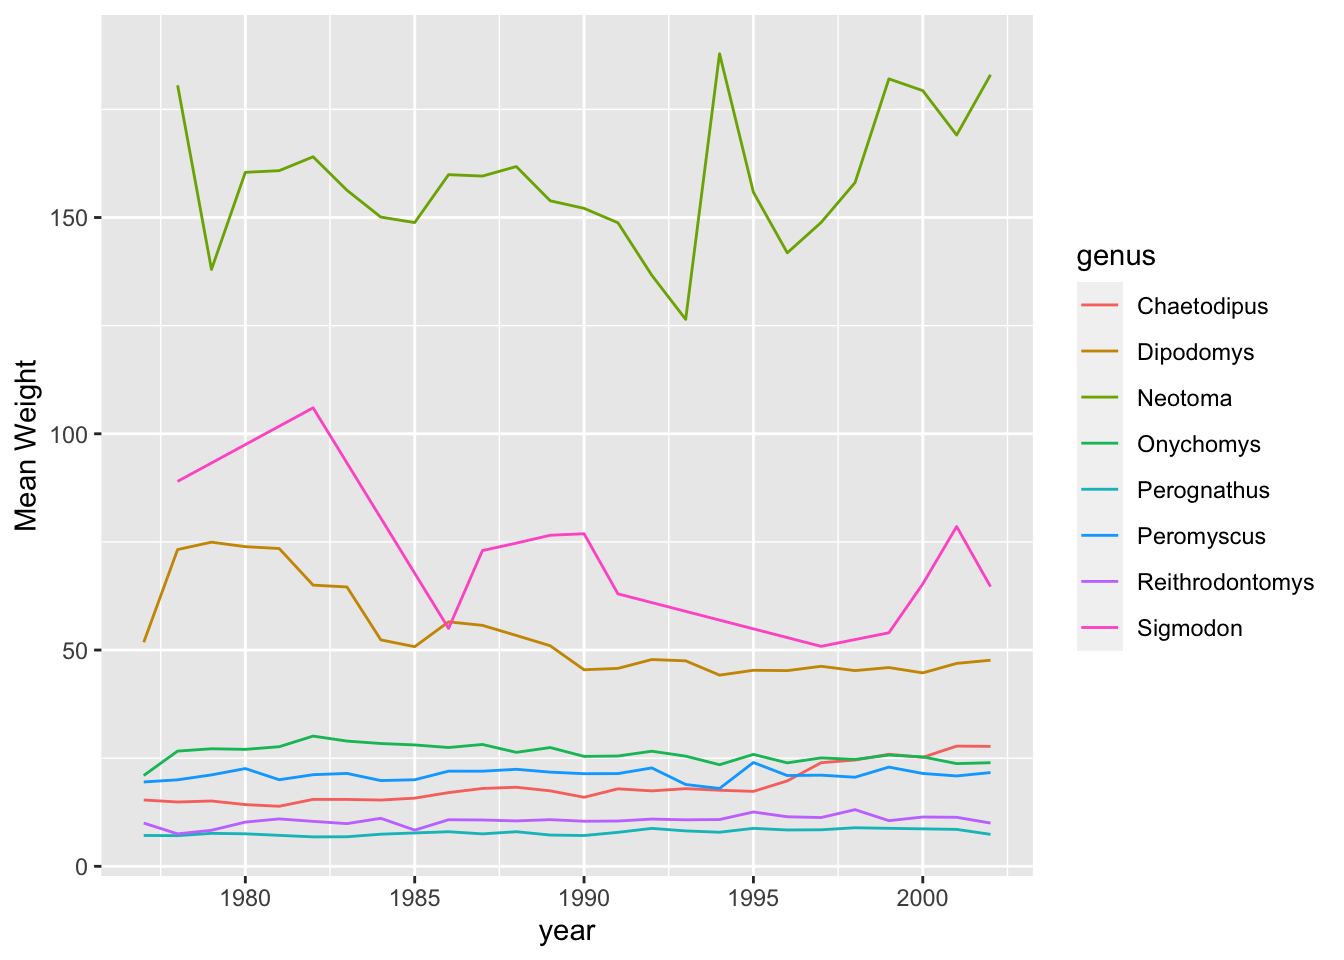 150
100
50
0
Mean Weight
1980 1985 1990 1995 2000
year
genus
Chaetodipus
Dipodomys
Neotoma
Onychomys
Perognathus
Peromyscus
Reithrodontomys
Sigmodon